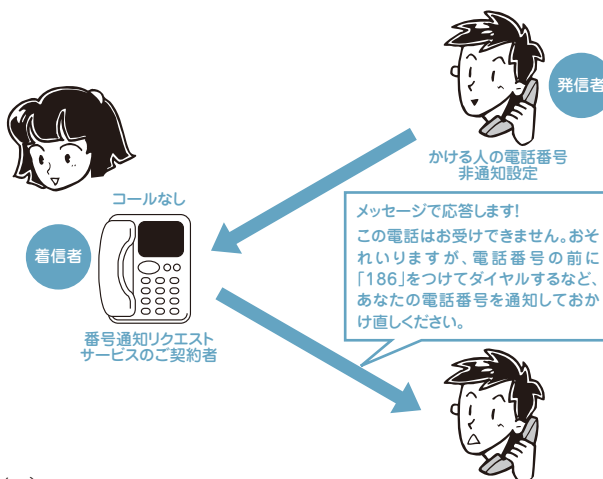 発信者
かける人の電話番号
非通知設定
コールなし
着信者
番号通知リクエスト
サービスのご契約者
メッセージで応答します!
この電話はお受けできません。おそ
れいりますが、電話番号の前に
「186」をつけてダイヤルするなど、
あなたの電話番号を通知しておか
け直しください。